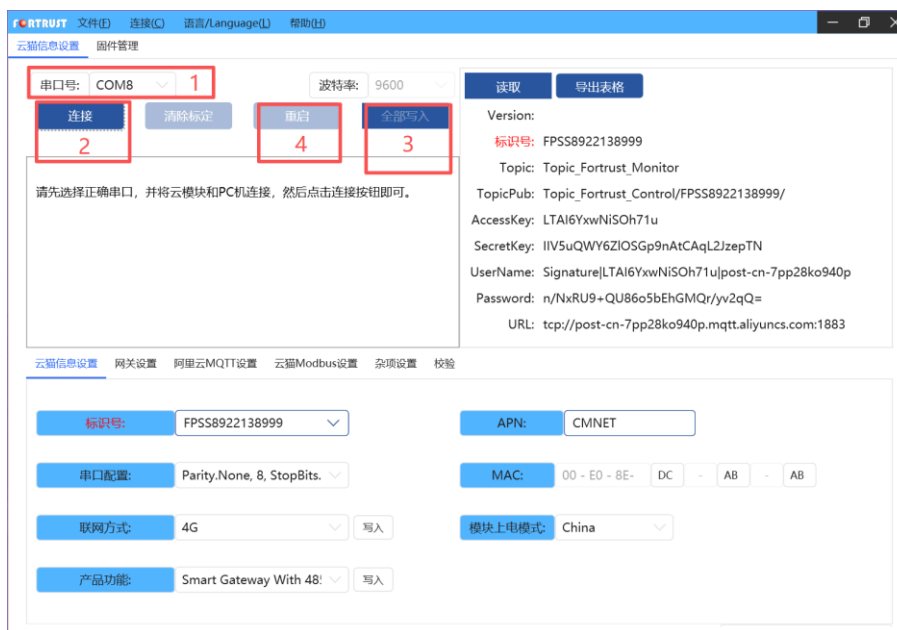 FORTRUST 文件(F) 连接(C) 语言/Language(L) 帮助(H)
云猫信息设置 固件管理
串口号: COM8 1 波特率: 9600 读取 导出表格
连接 清除标定 重启 全部写入
2 4 3
请先选择正确串口，并将云模块和PC机连接，然后点击连接按钮即可。
Version:
标识号: FPSS8922138999
Topic: Topic_Fortrust_Monitor
TopicPub: Topic_Fortrust_Control/FPSS8922138999/
AccessKey: LTAI6YxwNiSOh71u
SecretKey: IIV5uQWY6ZlOSGp9nAtCAqL2JzepTN
UserName: Signature|LTAI6YxwNiSOh71u|post-cn-7pp28ko940p
Password: n/NxRU9+QU86o5bEhGMQr/yv2qQ=
URL: tcp://post-cn-7pp28ko940p.mqtt.aliyuncs.com:1883
云猫信息设置 网关设置 阿里云MQTT设置 云猫Modbus设置 杂项设置 校验
标识号: FPSS8922138999 APN: CMNET
串口配置: Parity.None, 8, StopBits. MAC: 00 - E0 - 8E- DC - AB - AB
联网方式: 4G 写入 模块上电模式: China
产品功能: Smart Gateway With 485 写入